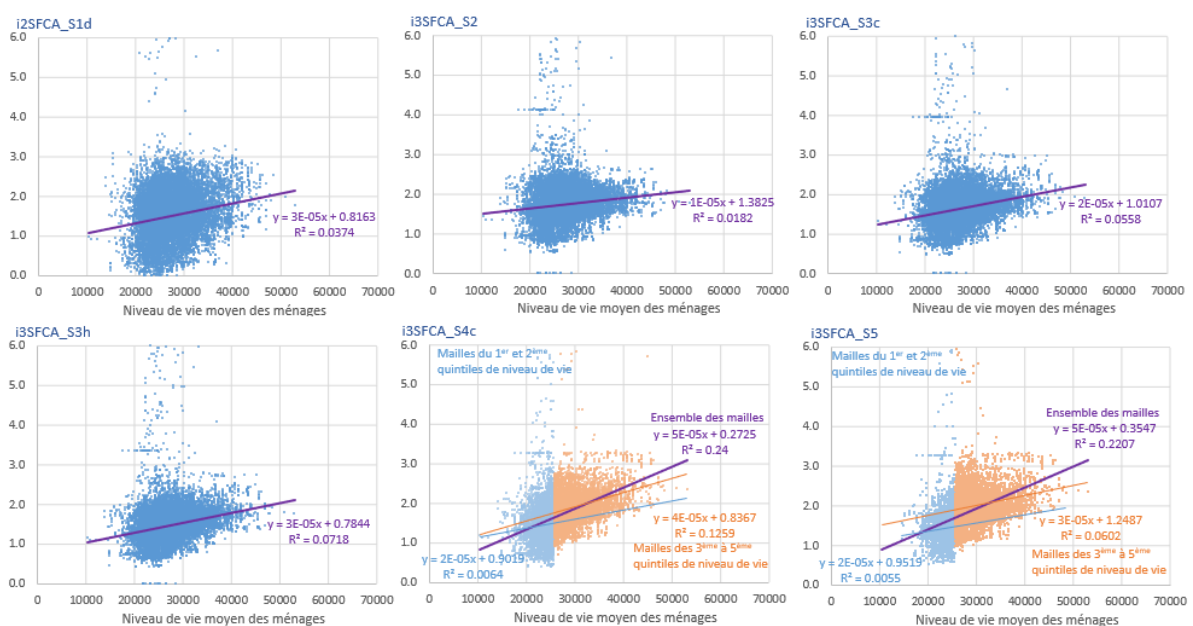 i2SFCA_S1d
6.0
5.0
4.0
3.0
2.0
1.0
0.0
y = 3E-05x + 0.8163
R² = 0.0374
0 10000 20000 30000 40000 50000 60000 70000
Niveau de vie moyen des ménages
i3SFCA_S2
6.0
5.0
4.0
3.0
2.0
1.0
0.0
y = 1E-05x + 1.3825
R² = 0.0182
0 10000 20000 30000 40000 50000 60000 70000
Niveau de vie moyen des ménages
i3SFCA_S3c
6.0
5.0
4.0
3.0
2.0
1.0
0.0
y = 2E-05x + 1.0107
R² = 0.0558
0 10000 20000 30000 40000 50000 60000 70000
Niveau de vie moyen des ménages
i3SFCA_S3h
6.0
5.0
4.0
3.0
2.0
1.0
0.0
y = 3E-05x + 0.7844
R² = 0.0718
0 10000 20000 30000 40000 50000 60000 70000
Niveau de vie moyen des ménages
i3SFCA_S4c
6.0
5.0
4.0
3.0
2.0
1.0
0.0
Mailles du 1er et 2ème
quintiles de niveau de vie
Ensemble des mailles
y = 5E-05x + 0.2725
R² = 0.24
y = 4E-05x + 0.8367
R² = 0.1259
Mailles des 3ème à 5ème
quintiles de niveau de vie
y = 2E-05x + 0.9019
R² = 0.0064
0 10000 20000 30000 40000 50000 60000 70000
Niveau de vie moyen des ménages
i3SFCA_S5
6.0
5.0
4.0
3.0
2.0
1.0
0.0
Mailles du 1er et 2ème
quintiles de niveau de vie
Ensemble des mailles
y = 5E-05x + 0.3547
R² = 0.2207
y = 3E-05x + 1.2487
R² = 0.0602
Mailles des 3ème à 5ème
quintiles de niveau de vie
y = 2E-05x + 0.9519
R² = 0.0055
0 10000 20000 30000 40000 50000 60000 70000
Niveau de vie moyen des ménages